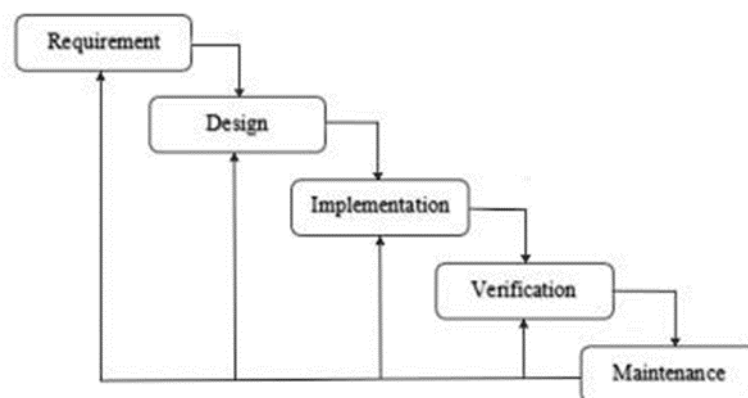 Requirement
Design
Implementation
Verification
Maintenance